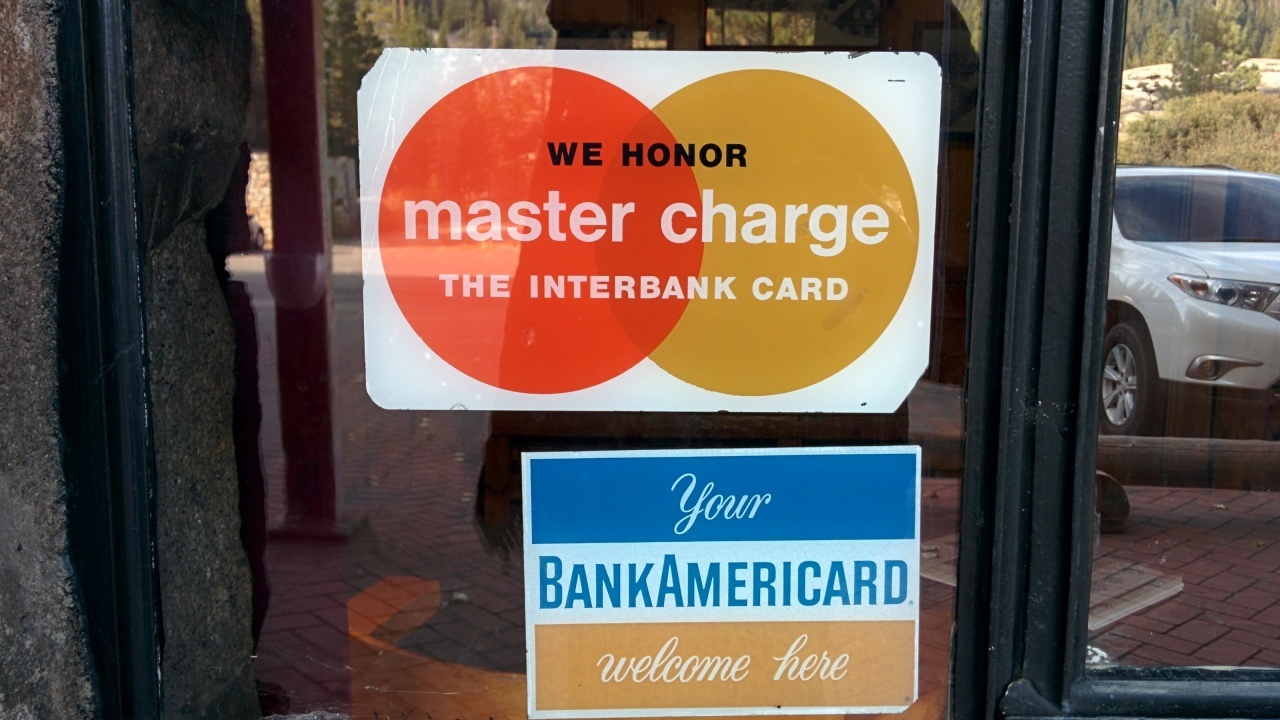 WE HONOR
master charge
THE INTERBANK CARD
Your
BANKAMERICARD
welcome here